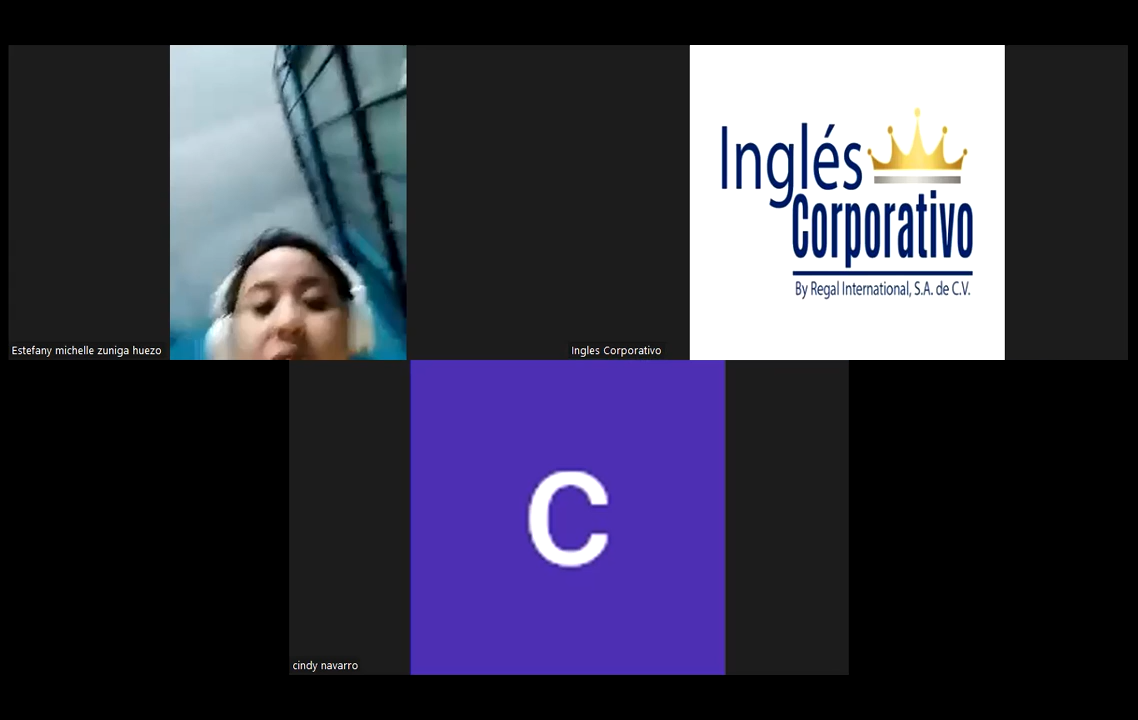 Inglés
Corporativo
By Regal International, S.A. de C.V.
Estefany michelle zuniga huezo
Ingles Corporativo
C
cindy navarro